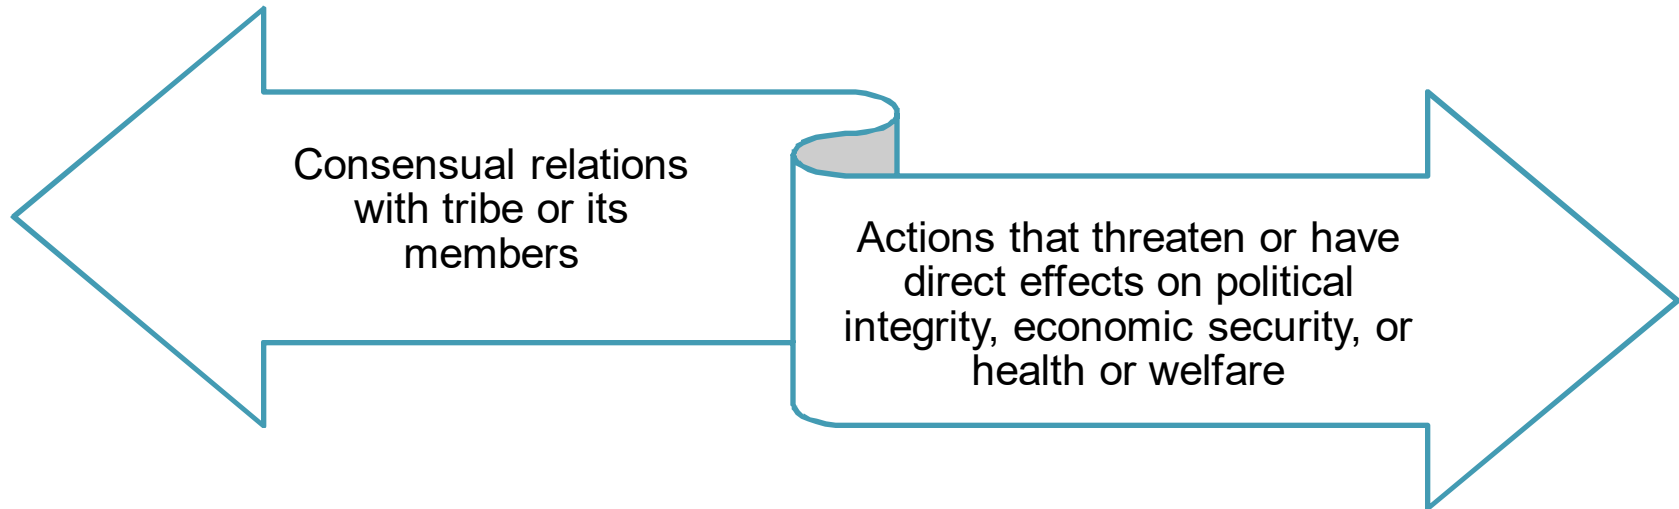 Consensual relations
with tribe or its
members
Actions that threaten or have
direct effects on political
integrity, economic security, or
health or welfare